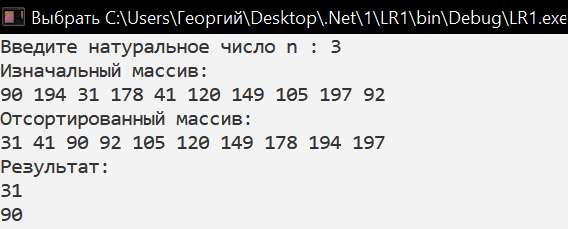 Выбрать C:\Users\Георгий\Desktop\.Net\1\LR1\bin\Debug\LR1.exe
Введите натуральное число n : 3
Изначальный массив:
90 194 31 178 41 120 149 105 197 92
Отсортированный массив:
31 41 90 92 105 120 149 178 194 197
Результат:
31
90